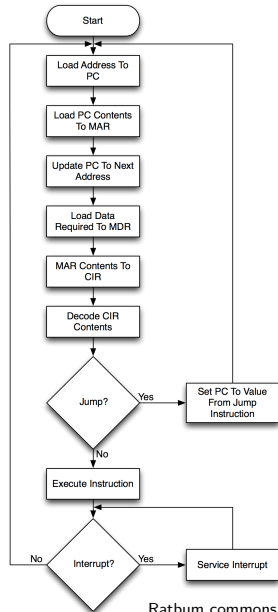 Start
Load Address To
PC
Load PC Contents
To MAR
Update PC To Next
Address
Load Data
Required To MDR
MAR Contents To
CIR
Decode CIR
Contents
Jump?
Yes
Set PC To Value
From Jump
Instruction
No
Execute Instruction
Interrupt?
No
Yes
Service Interrupt
Ratbum commons